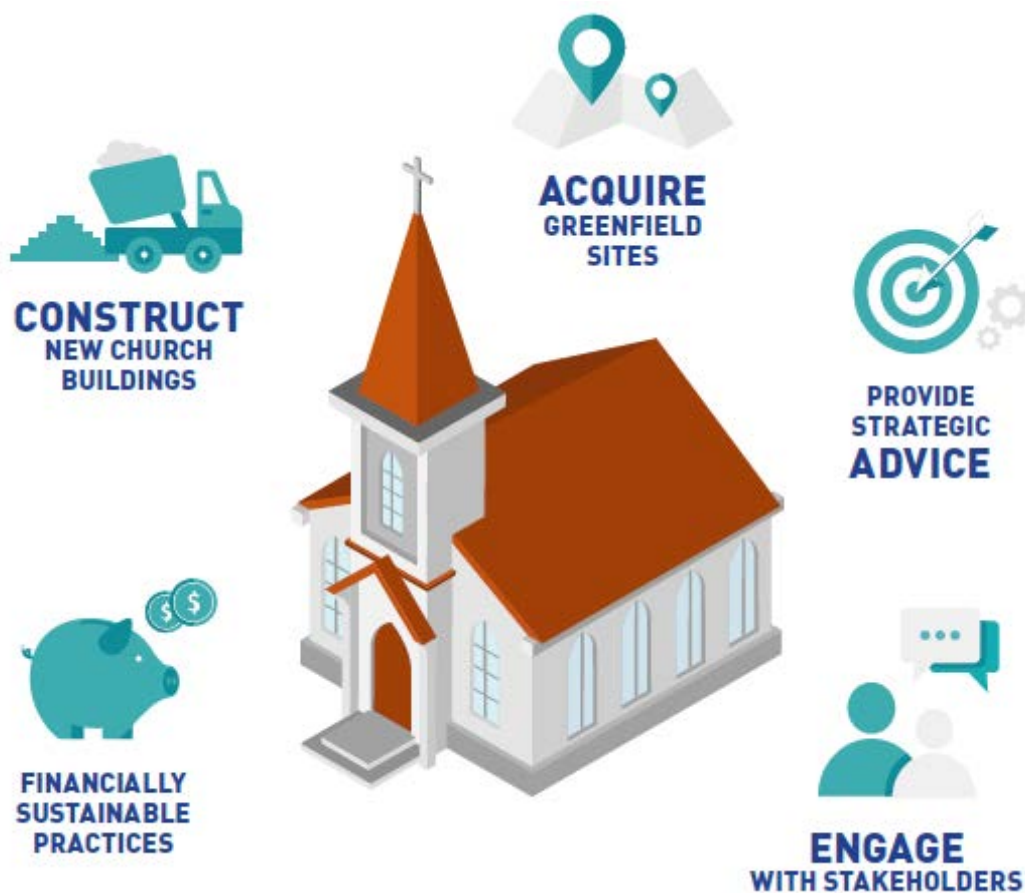 ACQUIRE
GREENFIELD
SITES
CONSTRUCT
NEW CHURCH
BUILDINGS
PROVIDE
STRATEGIC
ADVICE
$ $
FINANCIALLY
SUSTAINABLE
PRACTICES
ENGAGE
WITH STAKEHOLDERS